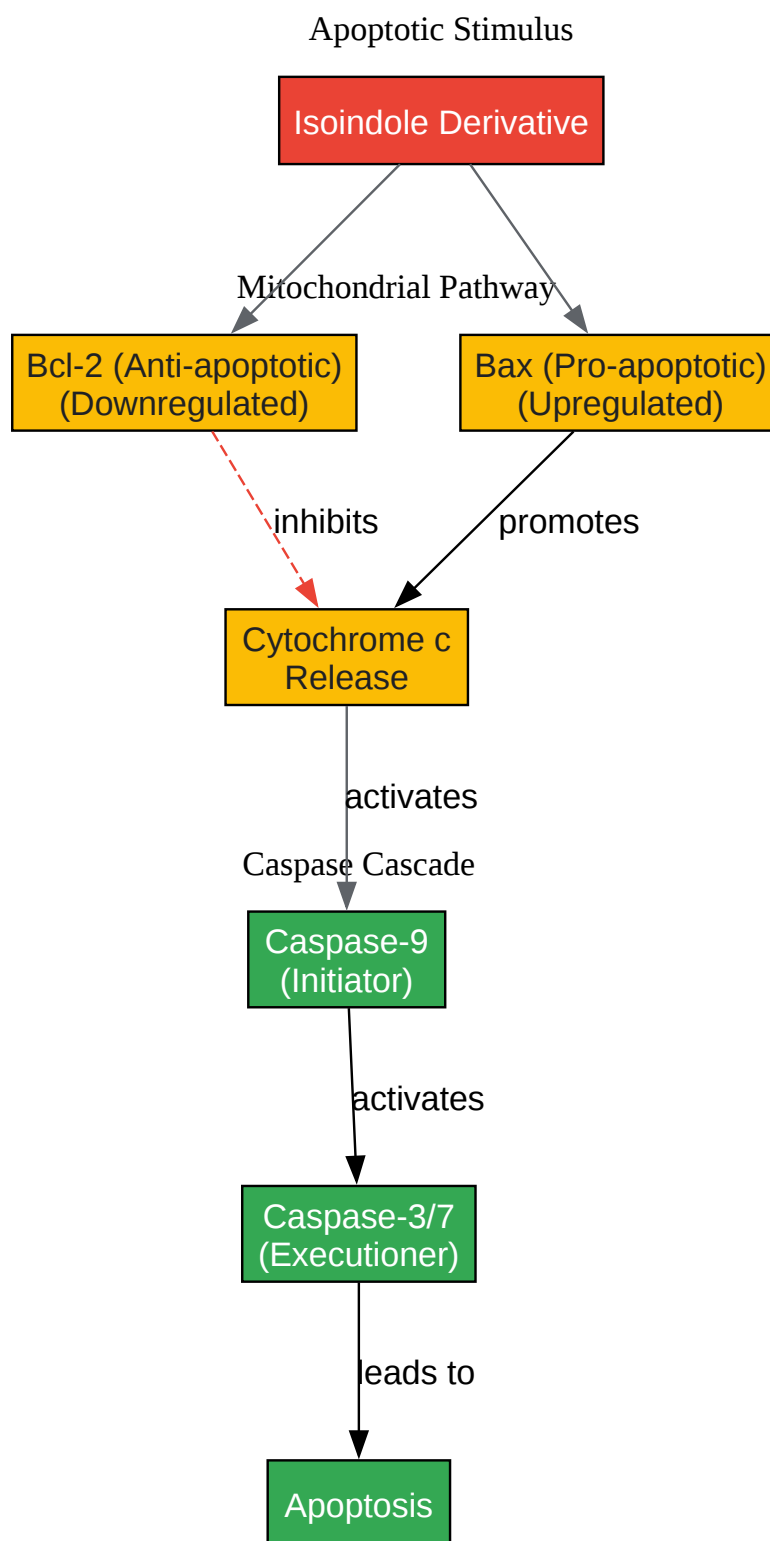 Apoptotic Stimulus
Isoindole Derivative
Mitochondrial Pathway
Bcl-2 (Anti-apoptotic)
(Downregulated)
Bax (Pro-apoptotic)
(Upregulated)
inhibits
promotes
Cytochrome c
Release
activates
Caspase Cascade
Caspase-9
(Initiator)
activates
Caspase-3/7
(Executioner)
leads to
Apoptosis